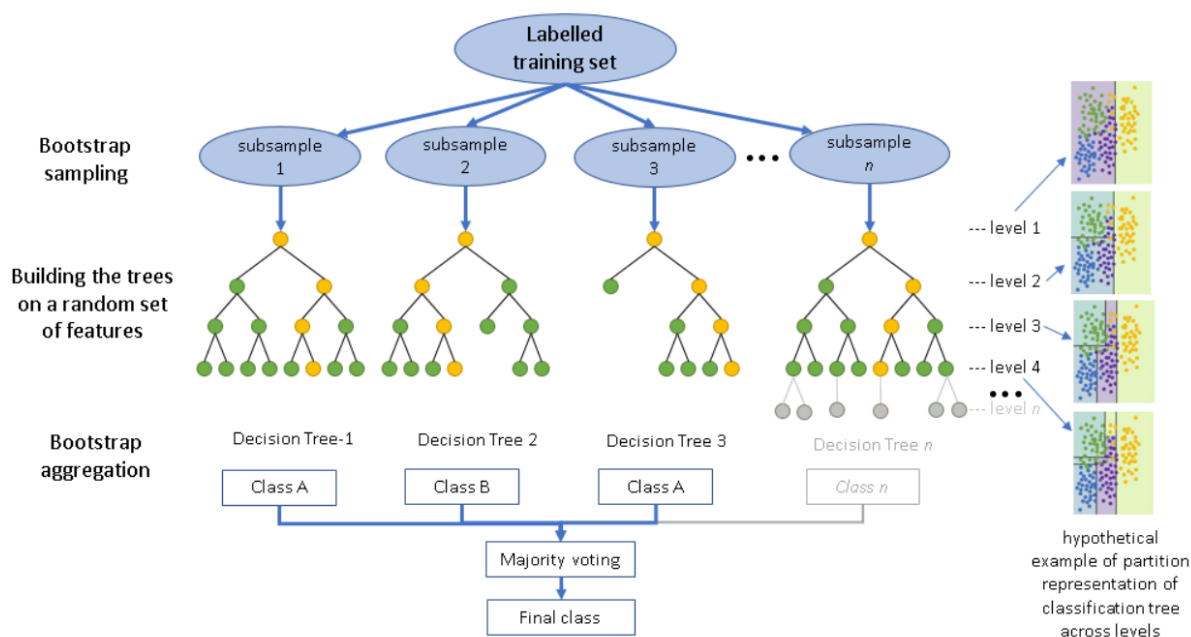 Labelled
training set
Bootstrap
sampling
subsample
1
subsample
2
subsample
3
•••
subsample
n
Building the trees
on a random set
of features
--- level 1
--- level 2
--- level 3
--- level 4
•••
--- level n
Bootstrap
aggregation
Decision Tree-1
Decision Tree 2
Decision Tree 3
Decision Tree n
Class A
Class B
Class A
Class n
Majority voting
Final class
hypothetical
example of partition
representation of
classification tree
across levels